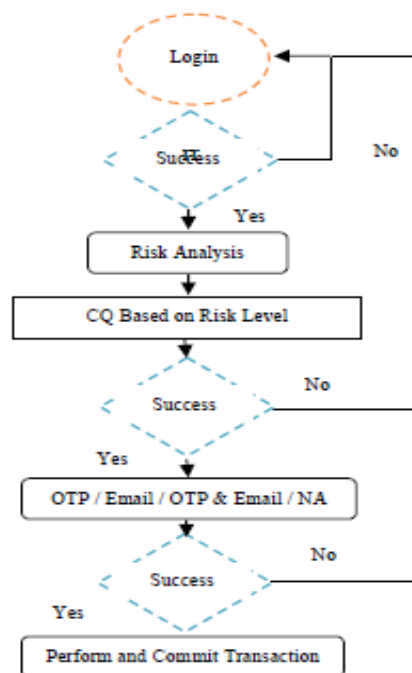 Login
Success
No
Yes
Risk Analysis
CQ Based on Risk Level
No
Success
Yes
OTP / Email / OTP & Email / NA
No
Success
Yes
Perform and Commit Transaction